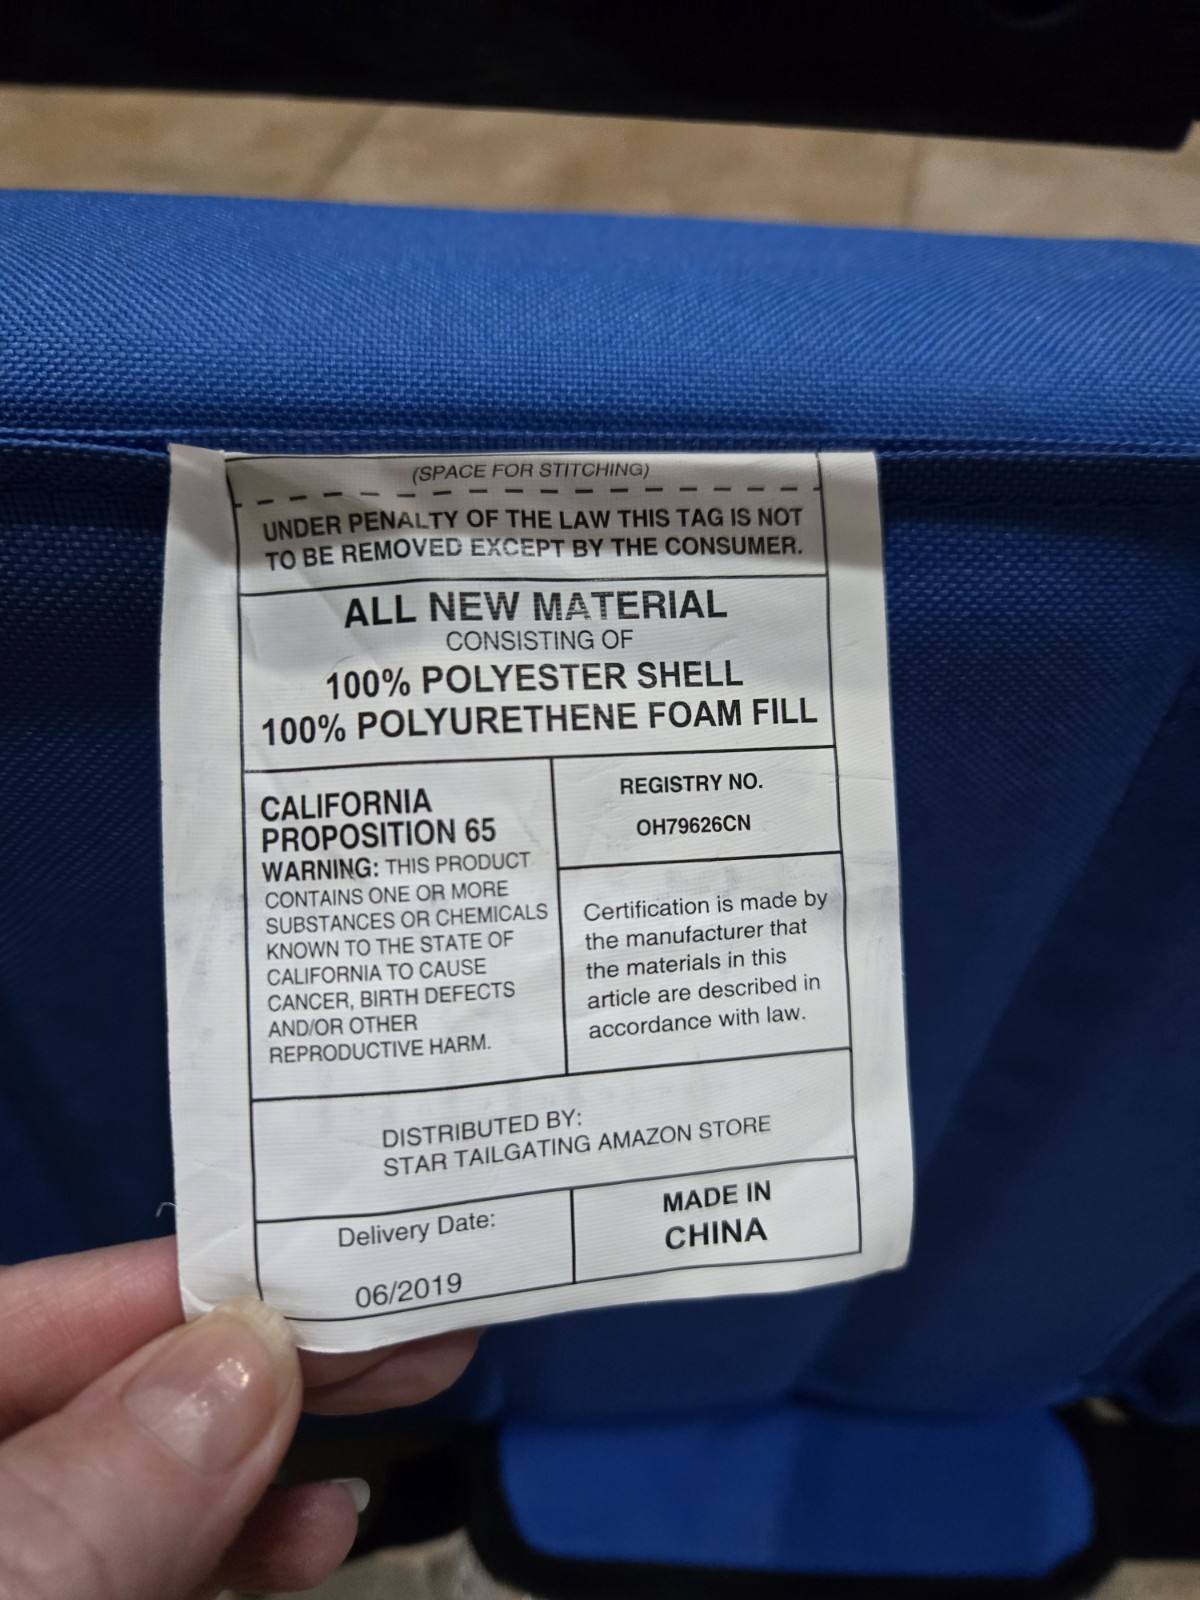 (SPACE FOR STITCHING)
UNDER PENALTY OF THE LAW THIS TAG IS NOT
TO BE REMOVED EXCEPT BY THE CONSUMER.
ALL NEW MATERIAL
CONSISTING OF
100% POLYESTER SHELL
100% POLYURETHENE FOAM FILL
CALIFORNIA
PROPOSITION 65
WARNING: THIS PRODUCT
CONTAINS ONE OR MORE
SUBSTANCES OR CHEMICALS
KNOWN TO THE STATE OF
CALIFORNIA TO CAUSE
CANCER, BIRTH DEFECTS
AND/OR OTHER
REPRODUCTIVE HARM.
REGISTRY NO.
OH79626CN
Certification is made by
the manufacturer that
the materials in this
article are described in
accordance with law.
DISTRIBUTED BY:
STAR TAILGATING AMAZON STORE
Delivery Date:
06/2019
MADE IN
CHINA